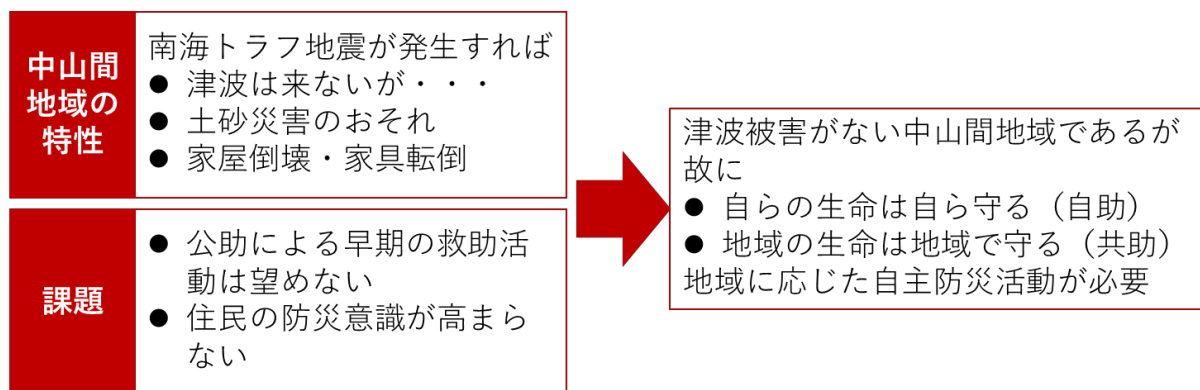 中山間
地域の
特性
南海トラフ地震が発生すれば
● 津波は来ないが・・・
● 土砂災害のおそれ
● 家屋倒壊・家具転倒
課題
● 公助による早期の救助活
動は望めない
● 住民の防災意識が高まら
ない
津波被害がない中山間地域であるが
故に
● 自らの生命は自ら守る（自助）
● 地域の生命は地域で守る（共助）
地域に応じた自主防災活動が必要